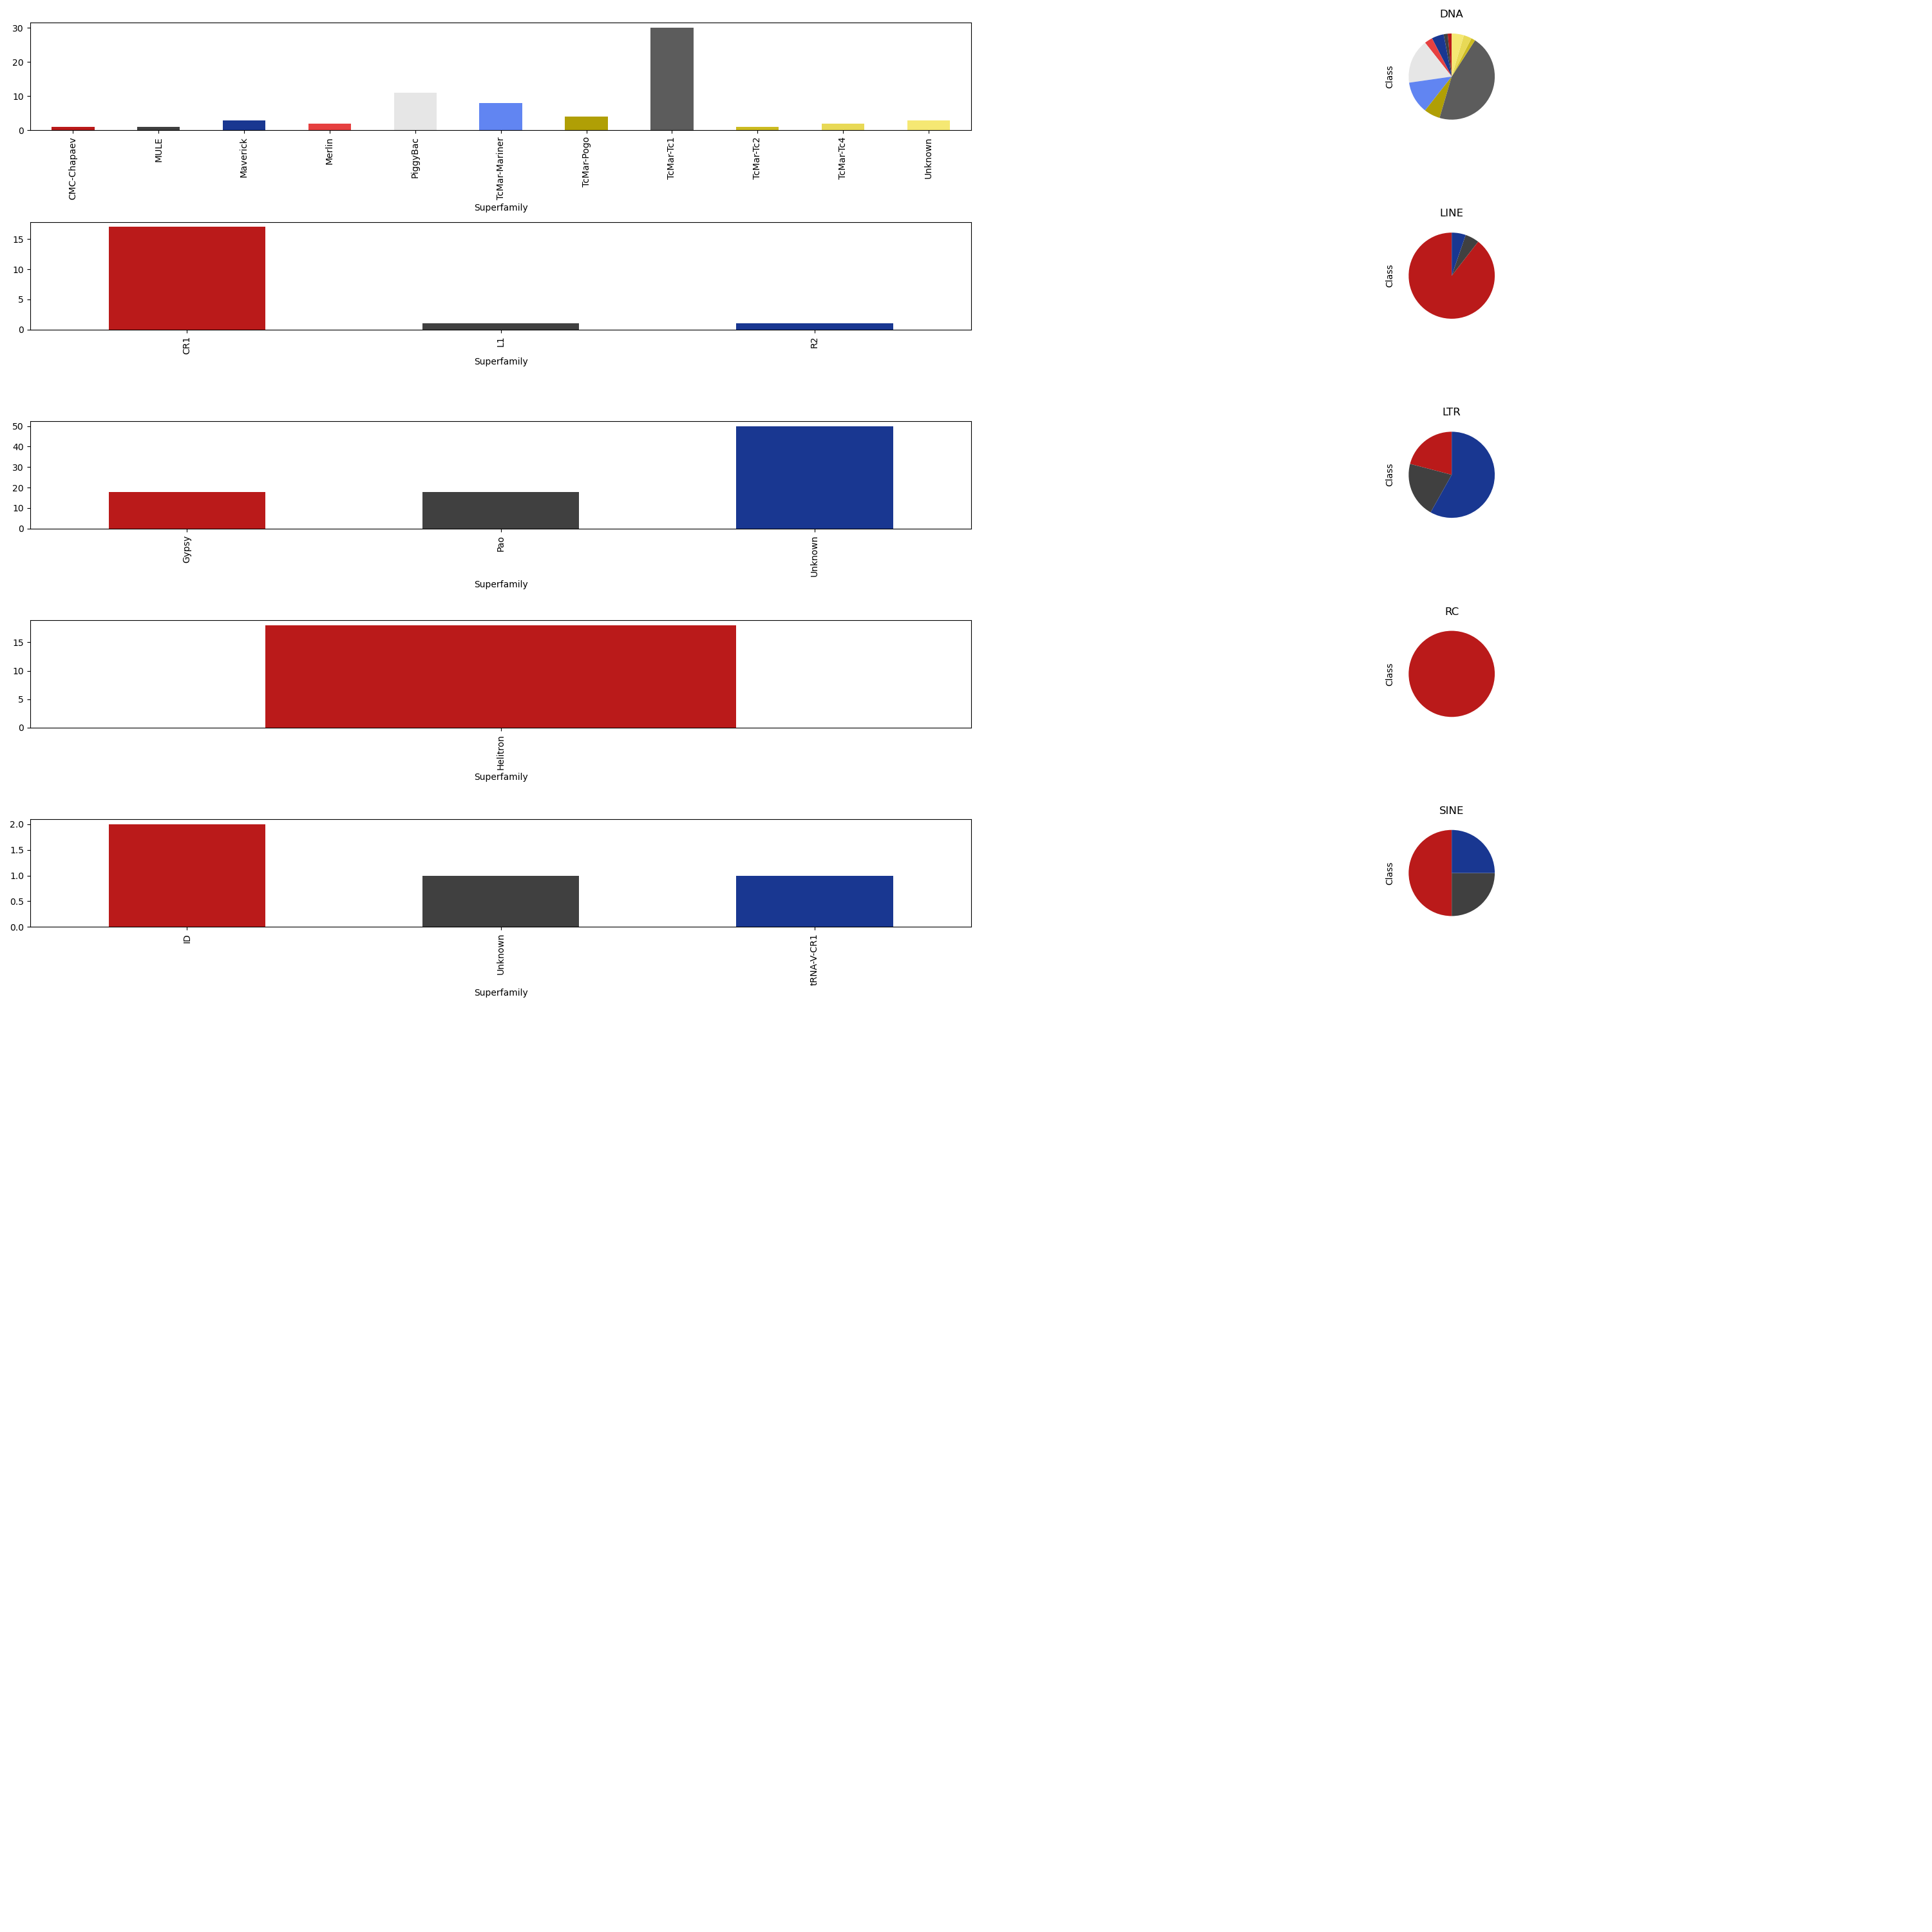 DNA
30
20
10
0
Class
CMC-Chapaev
MULE
Maverick
Merlin
PiggyBac
TcMar-Mariner
TcMar-Pogo
TcMar-Tc1
TcMar-Tc2
TcMar-Tc4
Unknown
Superfamily
LINE
15
10
5
0
Class
CR1
L1
R2
Superfamily
LTR
50
40
30
20
10
0
Class
Gypsy
Pao
Unknown
Superfamily
RC
15
10
5
0
Class
Helitron
Superfamily
SINE
2.0
1.5
1.0
0.5
0.0
Class
ID
Unknown
tRNA-V-CR1
Superfamily